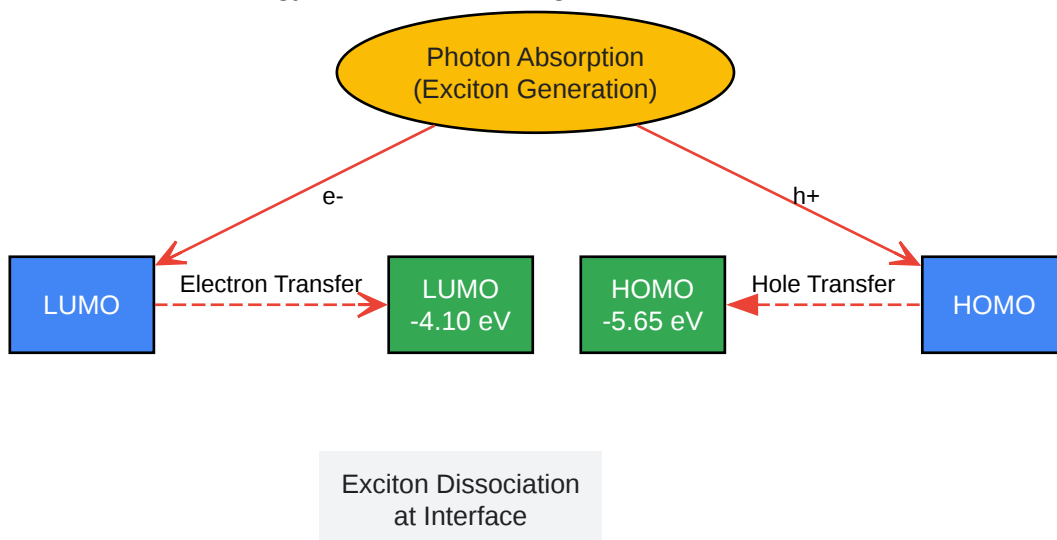 Photon Absorption
(Exciton Generation)
e-
h+
LUMO
Electron Transfer
LUMO
-4.10 eV
HOMO
-5.65 eV
Hole Transfer
HOMO
Exciton Dissociation
at Interface